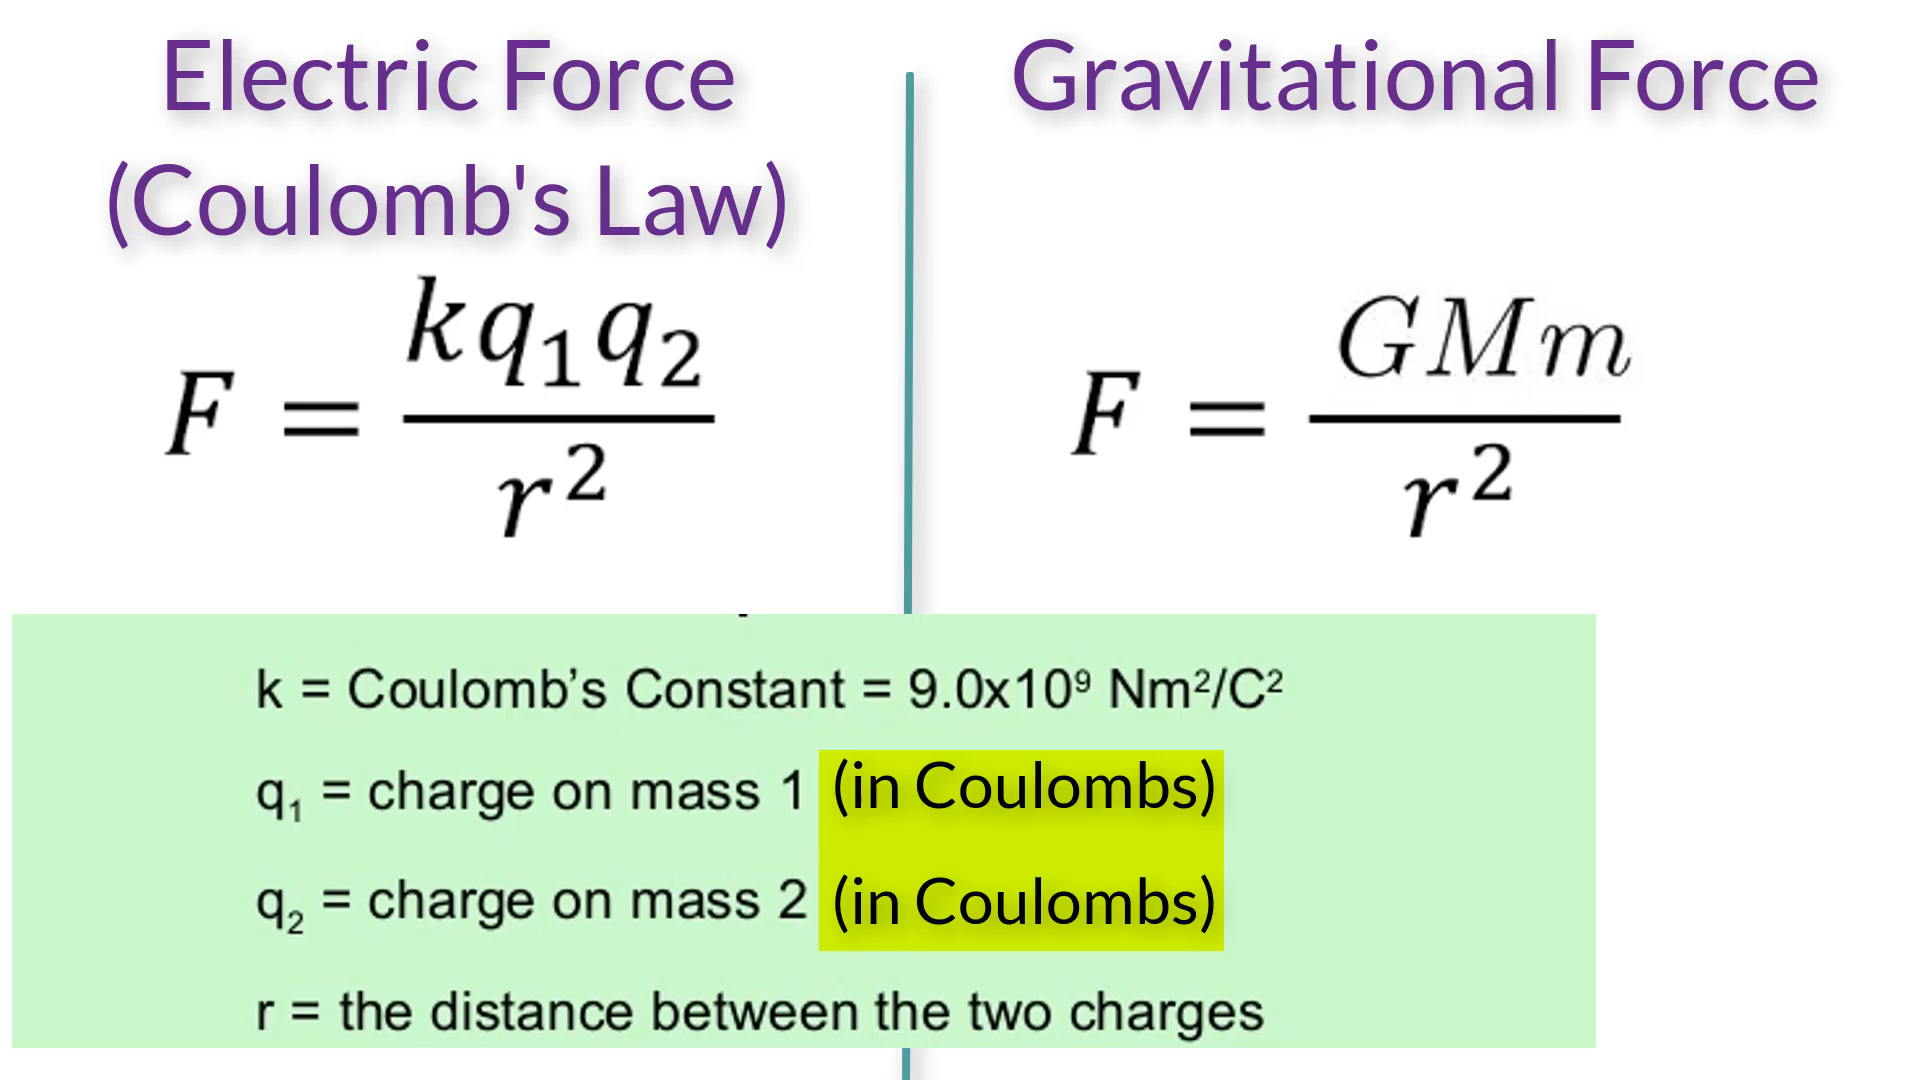 Electric Force
(Coulomb's Law)
F = kq₁q₂ / r²
Gravitational Force
F = GMm / r²
k = Coulomb’s Constant = 9.0x10⁹ Nm²/C²
q₁ = charge on mass 1 (in Coulombs)
q₂ = charge on mass 2 (in Coulombs)
r = the distance between the two charges